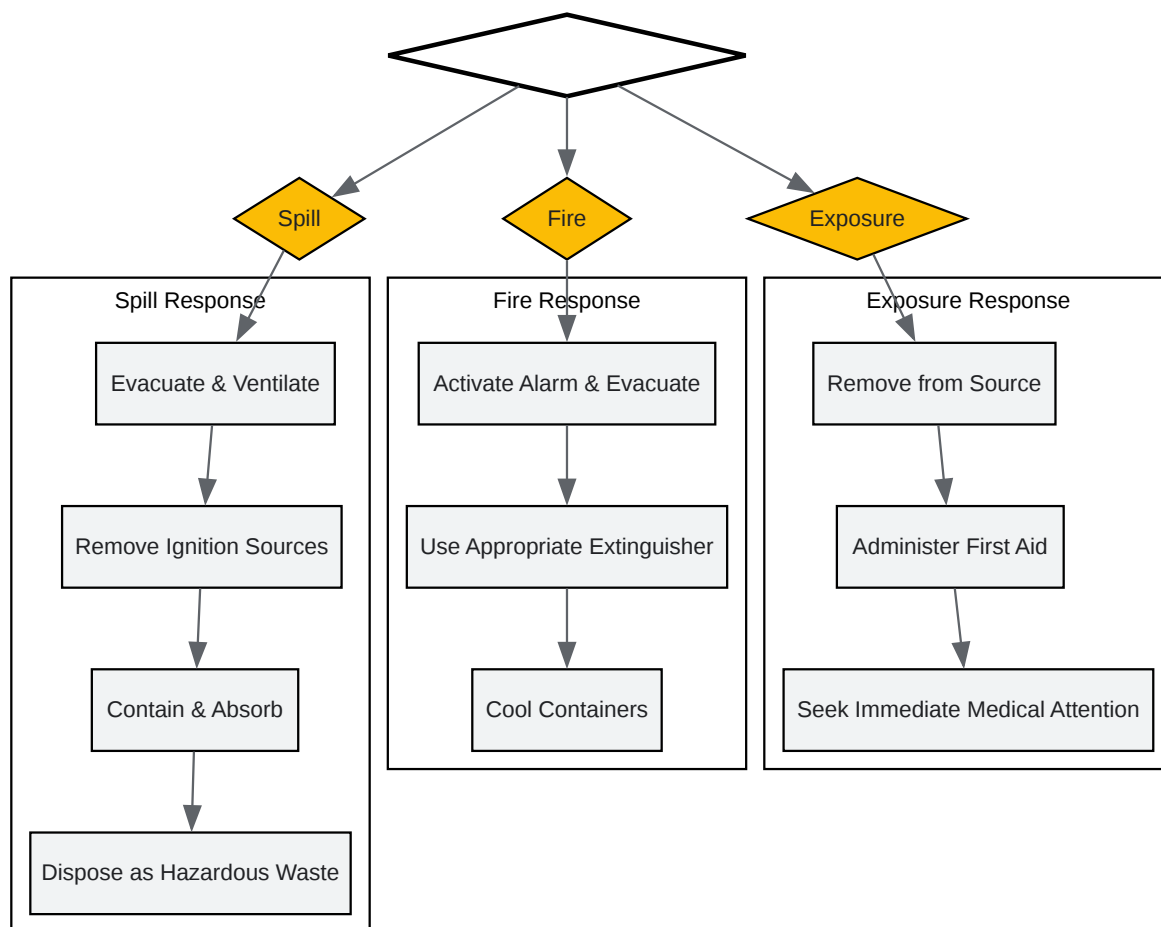 Spill
Fire
Exposure
Spill Response
Evacuate & Ventilate
Remove Ignition Sources
Contain & Absorb
Dispose as Hazardous Waste
Fire Response
Activate Alarm & Evacuate
Use Appropriate Extinguisher
Cool Containers
Exposure Response
Remove from Source
Administer First Aid
Seek Immediate Medical Attention